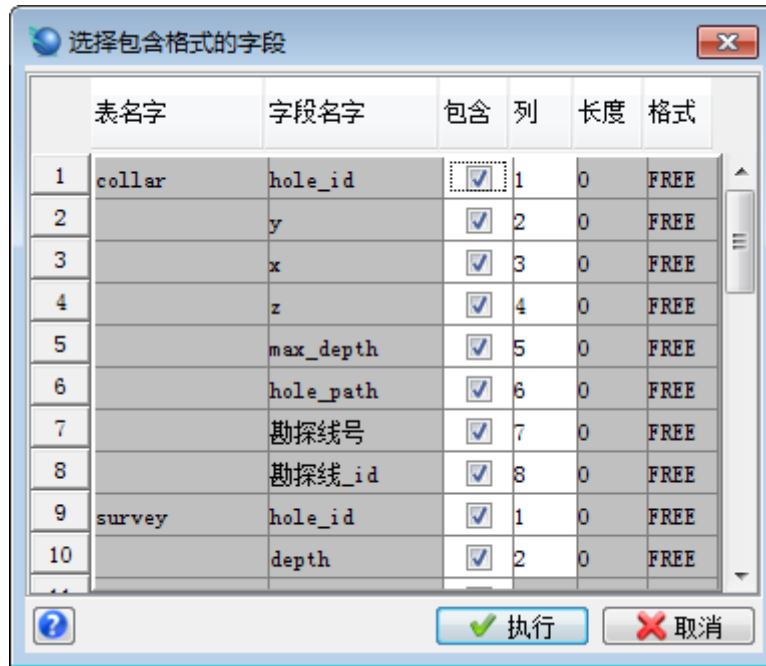 选择包含格式的字段
表名字 字段名字 包含 列 长度 格式
1 collar hole_id 1 0 FREE
2 y 2 0 FREE
3 x 3 0 FREE
4 z 4 0 FREE
5 max_depth 5 0 FREE
6 hole_path 6 0 FREE
7 勘探线号 7 0 FREE
8 勘探线_id 8 0 FREE
9 survey hole_id 1 0 FREE
10 depth 2 0 FREE
执行 取消